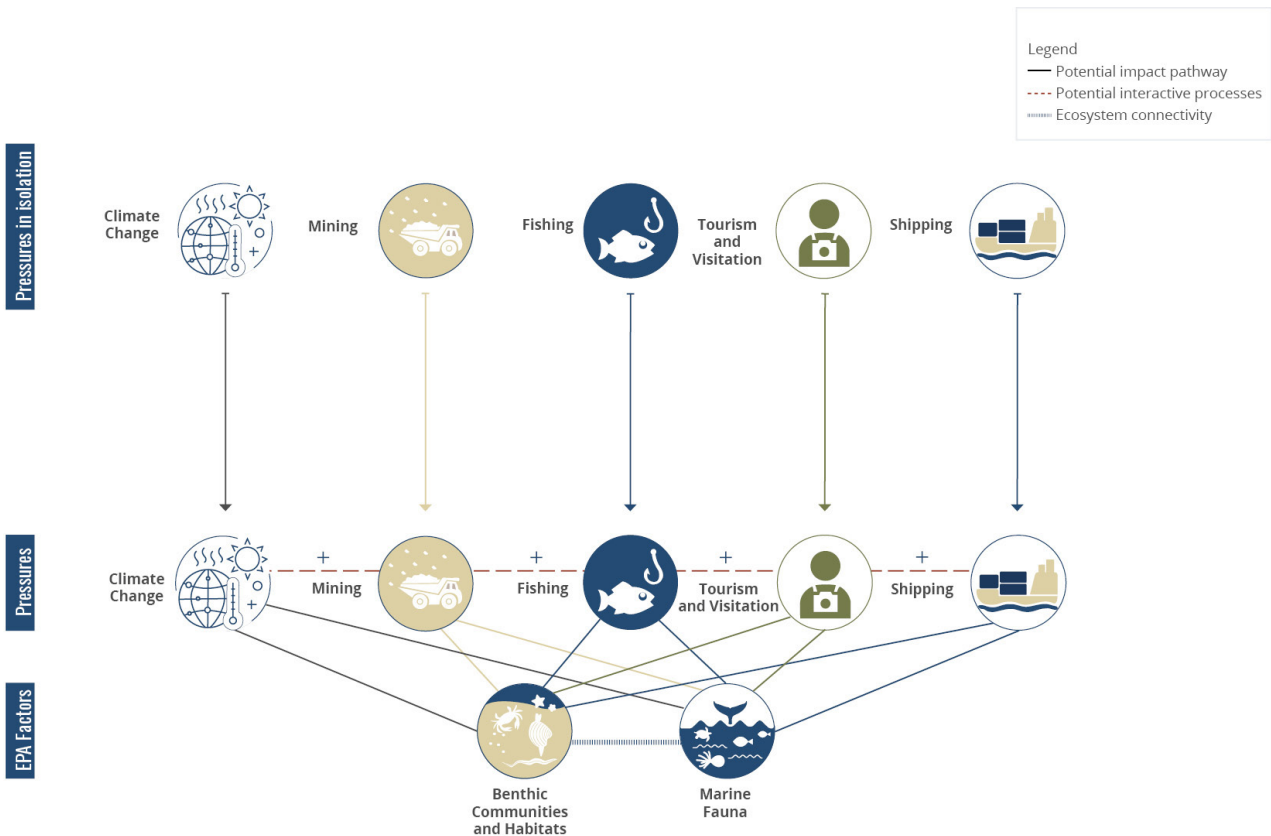 Legend
Potential impact pathway
Potential interactive processes
Ecosystem connectivity
Pressures in isolation
Climate
Change
Mining
Fishing
Tourism
and
Visitation
Shipping
Pressures
Climate
Change
+
Mining
+
Fishing
+
Tourism
and Visitation
+
Shipping
EPA Factors
Benthic
Communities
and Habitats
Marine
Fauna